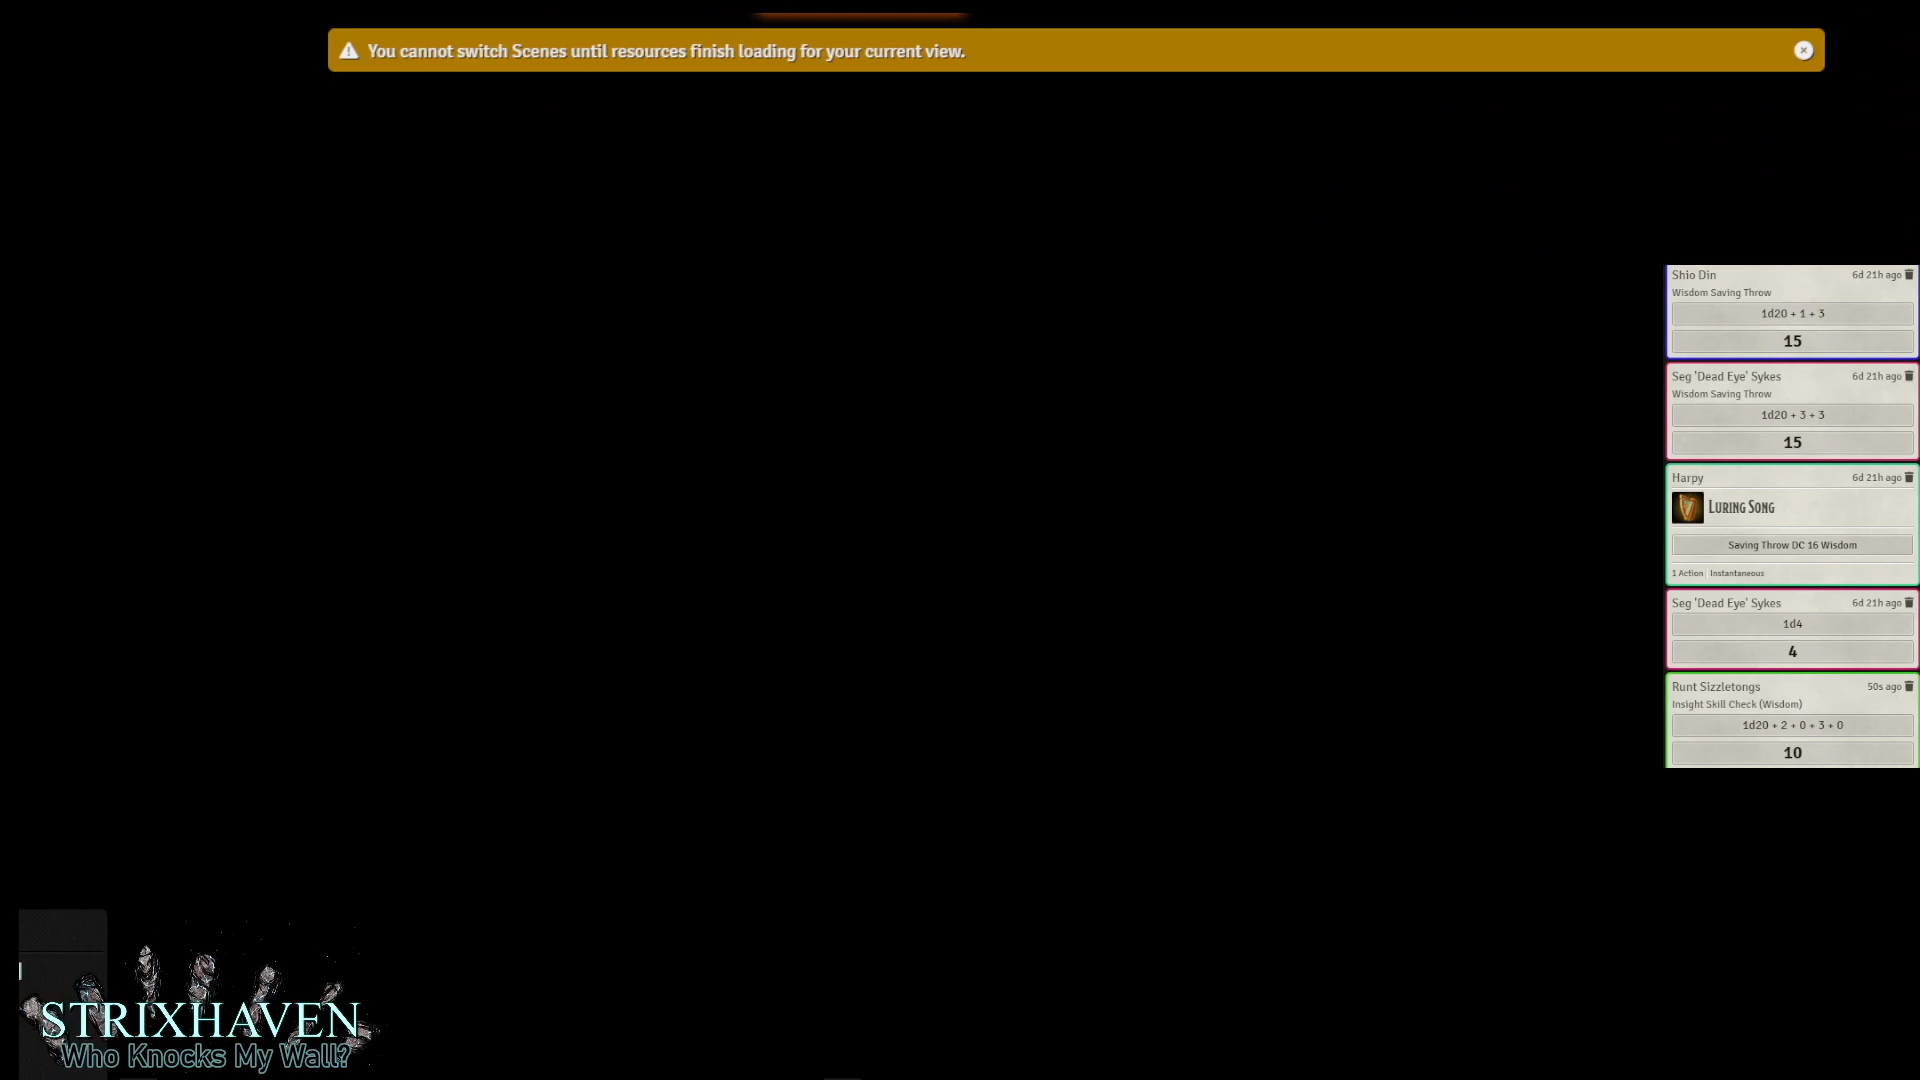 You cannot switch Scenes until resources finish loading for your current view.
Shio Din 6d 21h ago
Wisdom Saving Throw
1d20 + 1 + 3
15
Seg 'Dead Eye' Sykes 6d 21h ago
Wisdom Saving Throw
1d20 + 3 + 3
15
Harpy 6d 21h ago
Luring Song
Saving Throw DC 16 Wisdom
1 Action Instantaneous
Seg 'Dead Eye' Sykes 6d 21h ago
1d4
4
Runt Sizzletongs 50s ago
Insight Skill Check (Wisdom)
1d20 + 2 + 0 + 3 + 0
10
STRIXHAVEN
Who Knocks My Wall?